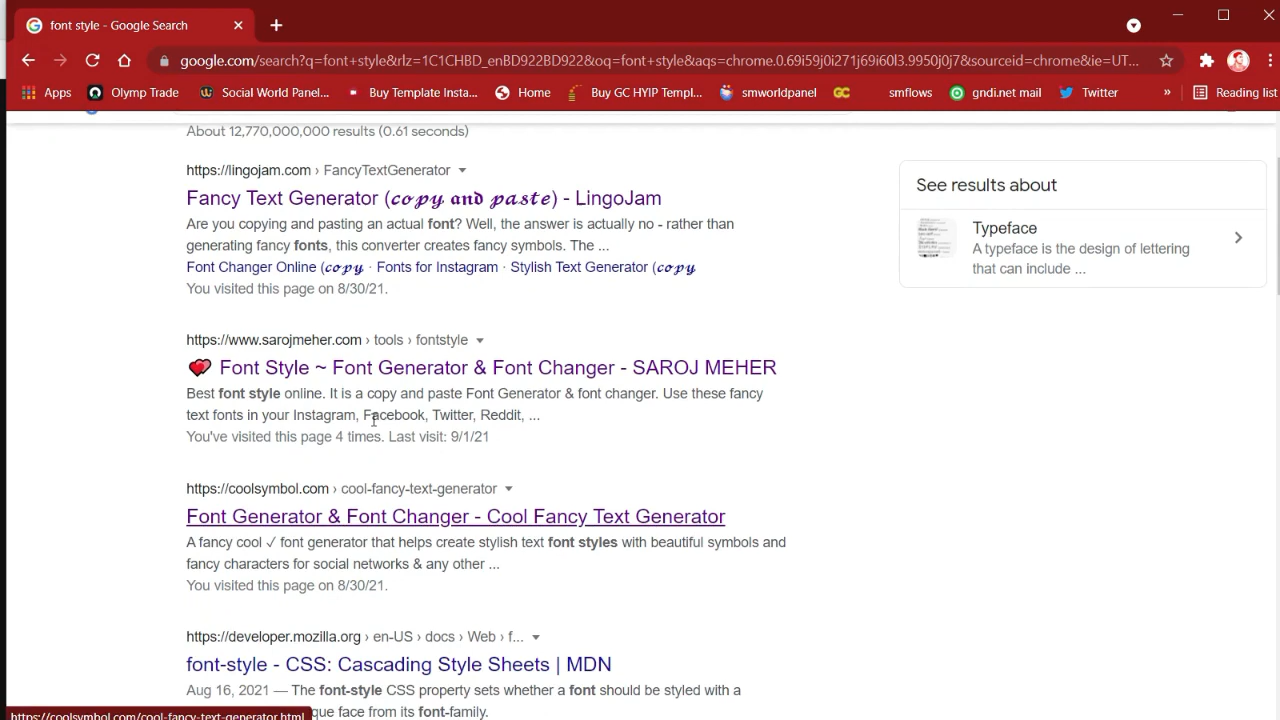 font style - Google Search
google.com/search?q=font+style&rlz=1C1CHBD_enBD922BD922&oq=font+style&aqs=chrome.0.69i59j0i271j69i60l3.9950j0j7&sourceid=chrome&ie=UT...
Apps Olymp Trade Social World Panel... Buy Template Insta... Home Buy GC HYIP Templ... smworldpanel GC smflows gndi.net mail Twitter » Reading list
About 12,770,000,000 results (0.61 seconds)
https://lingojam.com › FancyTextGenerator
Fancy Text Generator (𝓬𝓸𝓹𝔂 𝖆𝖓𝖉 𝓹𝓪𝓼𝓽𝓮) - LingoJam
Are you copying and pasting an actual font? Well, the answer is actually no - rather than
generating fancy fonts, this converter creates fancy symbols. The ...
Font Changer Online (𝓬𝓸𝓹𝔂 · Fonts for Instagram · Stylish Text Generator (𝓬𝓸𝓹𝔂
You visited this page on 8/30/21.
https://www.sarojmeher.com › tools › fontstyle
💕 Font Style ~ Font Generator & Font Changer - SAROJ MEHER
Best font style online. It is a copy and paste Font Generator & font changer. Use these fancy
text fonts in your Instagram, Facebook, Twitter, Reddit, ...
You've visited this page 4 times. Last visit: 9/1/21
https://coolsymbol.com › cool-fancy-text-generator
Font Generator & Font Changer - Cool Fancy Text Generator
A fancy cool ✓ font generator that helps create stylish text font styles with beautiful symbols and
fancy characters for social networks & any other ...
You visited this page on 8/30/21.
https://developer.mozilla.org › en-US › docs › Web › f...
font-style - CSS: Cascading Style Sheets | MDN
Aug 16, 2021 — The font-style CSS property sets whether a font should be styled with a
que face from its font-family.
https://coolsymbol.com/cool-fancy-text-generator.html
See results about
Typeface
A typeface is the design of lettering
that can include ...